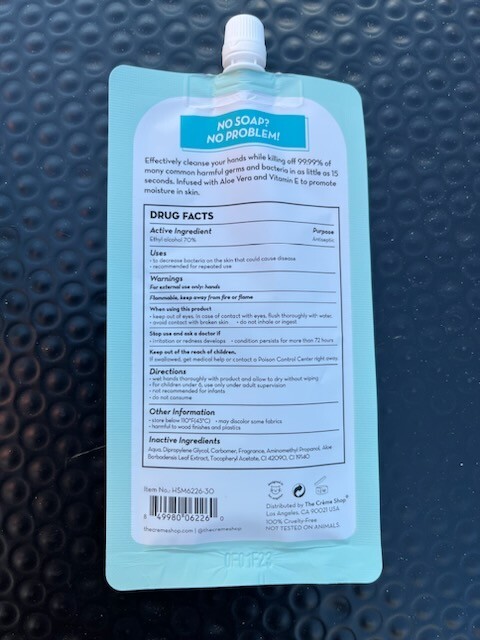 NO SOAP?
NO PROBLEM!
Effectively cleanse your hands while killing off 99.99% of
many common harmful germs and bacteria in as little as 15
seconds. Infused with Aloe Vera and Vitamin E to promote
moisture in skin.
DRUG FACTS
Active Ingredient Purpose
Ethyl alcohol 70% Antiseptic
Uses
• to decrease bacteria on the skin that could cause disease
• recommended for repeated use
Warnings
For external use only: hands
Flammable, keep away from fire or flame
When using this product
• keep out of eyes. In case of contact with eyes, flush thoroughly with water.
• avoid contact with broken skin. • do not inhale or ingest
Stop use and ask a doctor if
• irritation or redness develops • condition persists for more than 72 hours
Keep out of the reach of children.
If swallowed, get medical help or contact a Poison Control Center right away.
Directions
• wet hands thoroughly with product and allow to dry without wiping
• for children under 6, use only under adult supervision
• not recommended for infants
• do not consume
Other Information
• store below 110°F(43°C) • may discolor some fabrics
• harmful to wood finishes and plastics
Inactive Ingredients
Aqua, Dipropylene Glycol, Carbomer, Fragrance, Aminomethyl Propanol, Aloe
Barbadensis Leaf Extract, Tocopheryl Acetate, CI 42090, CI 19140
Item No.: HSM6226-30
8 49980 06226 0
thecremeshop.com | @thecremeshop
Distributed by The Crème Shop®
Los Angeles, CA 90021 USA
100% Cruelty-Free
NOT TESTED ON ANIMALS.